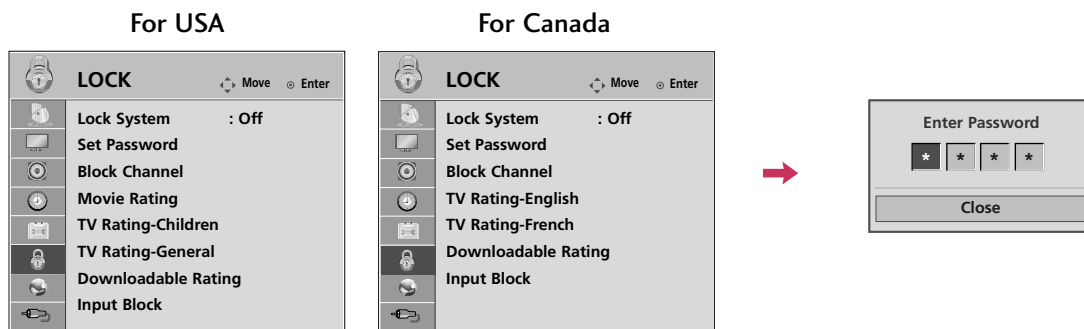 For USA
LOCK Move Enter
Lock System : Off
Set Password
Block Channel
Movie Rating
TV Rating-Children
TV Rating-General
Downloadable Rating
Input Block
For Canada
LOCK Move Enter
Lock System : Off
Set Password
Block Channel
TV Rating-English
TV Rating-French
Downloadable Rating
Input Block
Enter Password
* * * *
Close